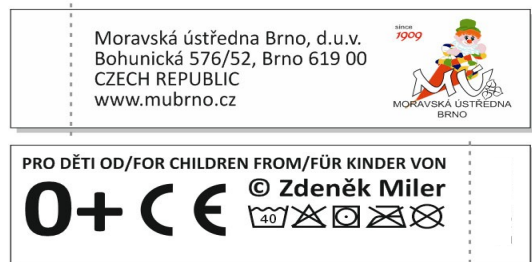 Moravská ústředna Brno, d.u.v.
Bohunická 576/52, Brno 619 00
CZECH REPUBLIC
www.mubrno.cz
since
1909
MU
MORAVSKÁ ÚSTŘEDNA
BRNO
PRO DĚTI OD/FOR CHILDREN FROM/FÜR KINDER VON
0+ CE
© Zdeněk Miler
40